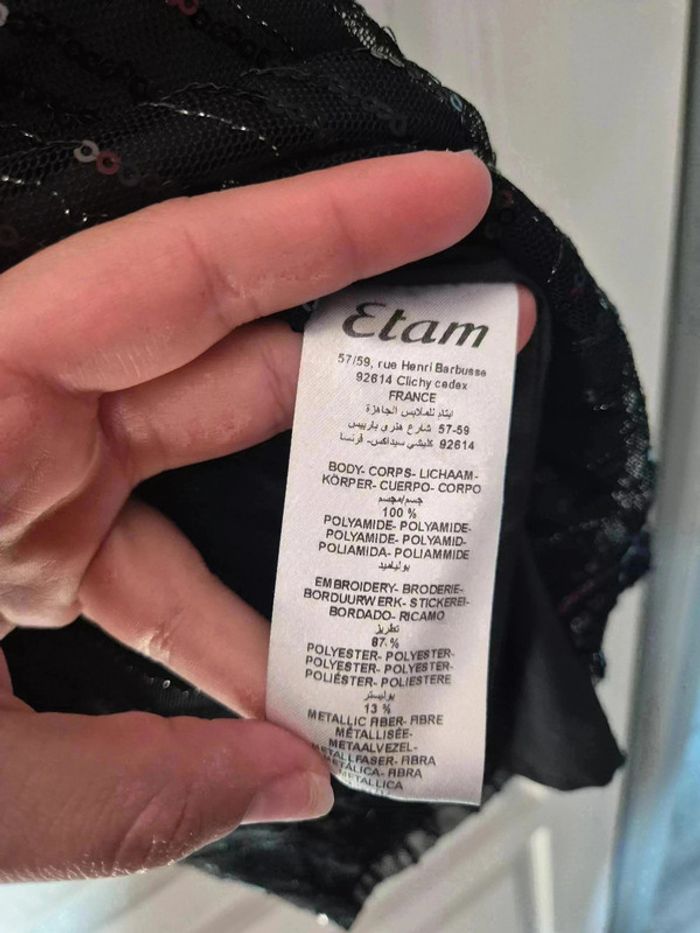 Etam
57/59, rue Henri Barbusse
92614 Clichy cedex
FRANCE
ايتام للملابس الجاهزة
57-59 شارع هنري باربيس
92614 كليشي سيداكس- فرنسا
BODY- CORPS- LICHAAM-
KÖRPER- CUERPO- CORPO
جسم/مجسم
100 %
POLYAMIDE- POLYAMIDE-
POLYAMIDE- POLYAMID-
POLIAMIDA- POLIAMMIDE
بولياميد
EMBROIDERY- BRODERIE-
BORDUURWERK- STICKEREI-
BORDADO- RICAMO
تطريز
87 %
POLYESTER- POLYESTER-
POLYESTER- POLYESTER-
POLIÉSTER- POLIESTERE
بوليستر
13 %
METALLIC FIBER- FIBRE
MÉTALLISÉE-
METAALVEZEL-
METALLFASER- FIBRA
METÁLICA- FIBRA
METALLICA